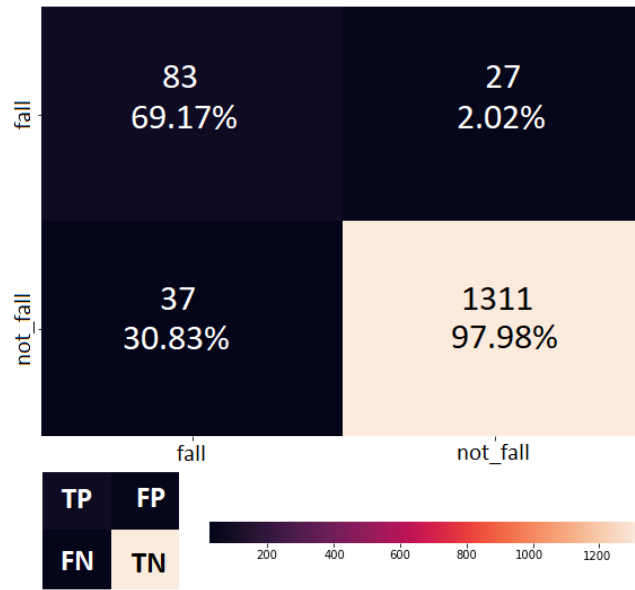 83
69.17%
27
2.02%
fall
37
30.83%
1311
97.98%
not_fall
fall
not_fall
TP
FP
FN
TN
200
400
600
800
1000
1200